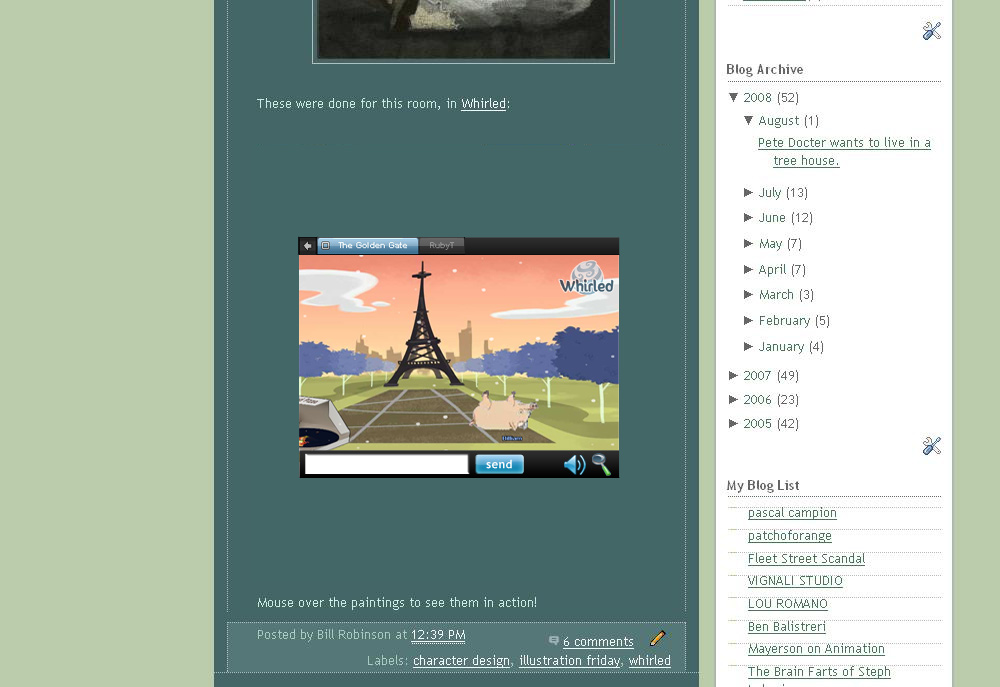 These were done for this room, in Whirled:
The Golden Gate
RubyT
Whirled
send
Mouse over the paintings to see them in action!
Posted by Bill Robinson at 12:39 PM
6 comments
Labels: character design, illustration friday, whirled
Blog Archive
▼ 2008 (52)
▼ August (1)
Pete Docter wants to live in a
tree house.
► July (13)
► June (12)
► May (7)
► April (7)
► March (3)
► February (5)
► January (4)
► 2007 (49)
► 2006 (23)
► 2005 (42)
My Blog List
pascal campion
patchoforange
Fleet Street Scandal
VIGNALI STUDIO
LOU ROMANO
Ben Balistreri
Mayerson on Animation
The Brain Farts of Steph